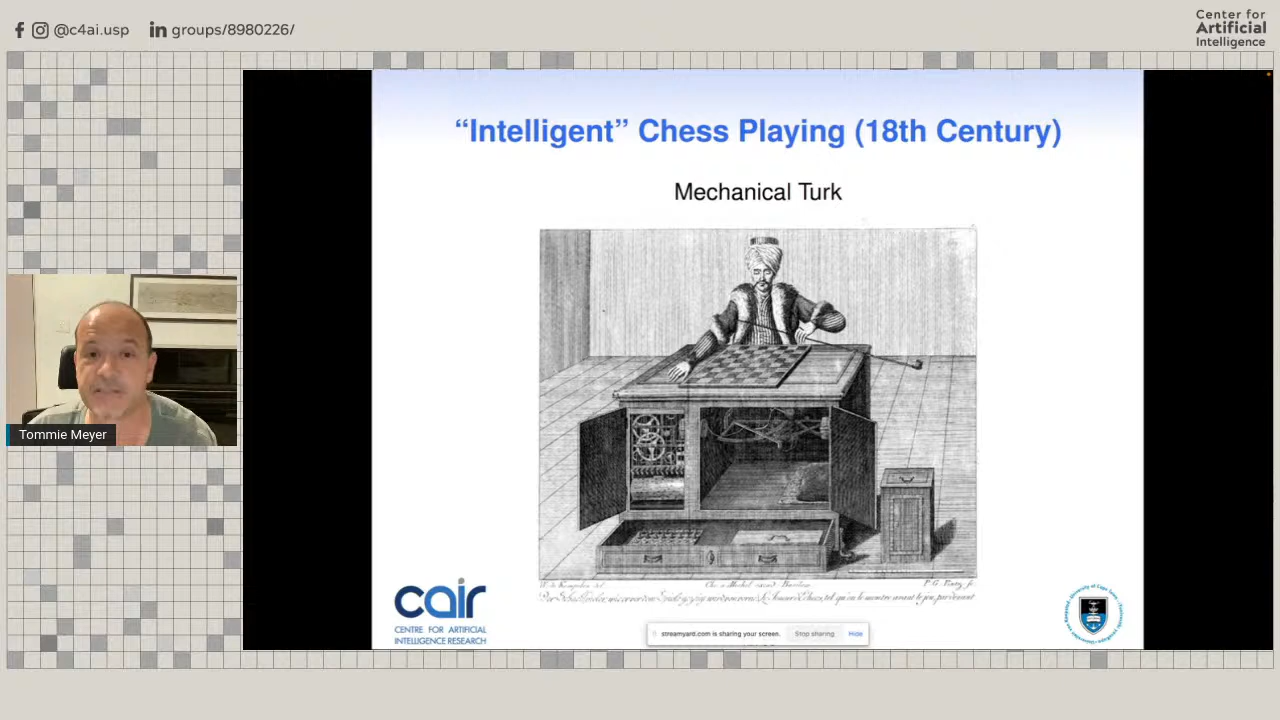 @c4ai.usp groups/8980226/
Center for
Artificial
Intelligence
“Intelligent” Chess Playing (18th Century)
Mechanical Turk
Tommie Meyer
cair
CENTRE FOR ARTIFICIAL
INTELLIGENCE RESEARCH
streamyard.com is sharing your screen. Stop sharing Hide